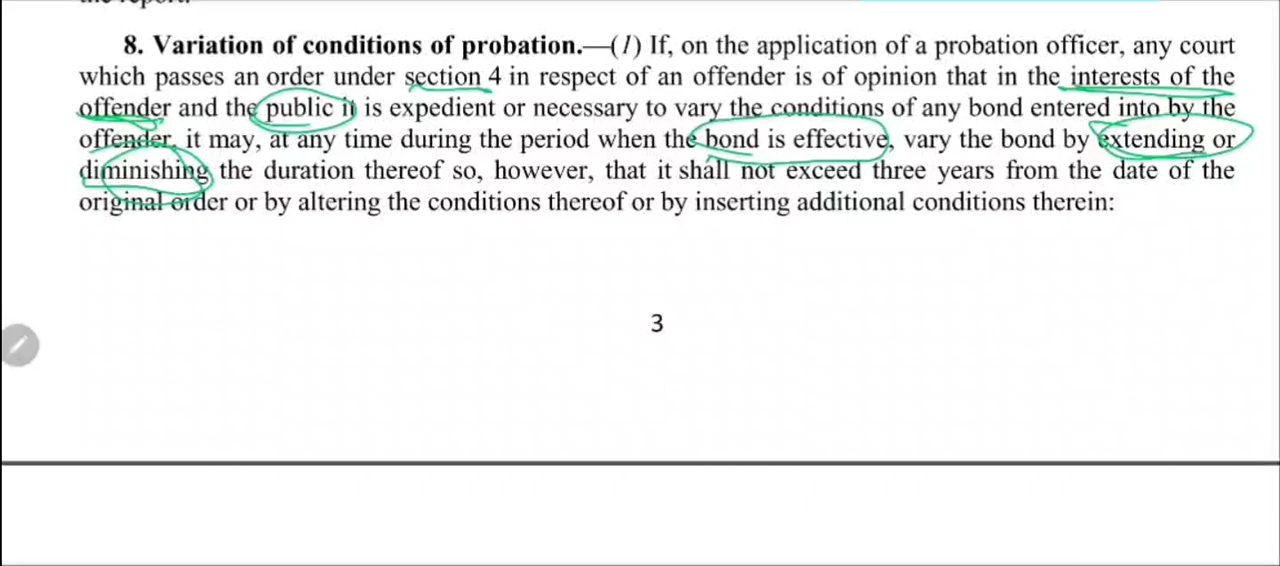 8. Variation of conditions of probation.—(1) If, on the application of a probation officer, any court
which passes an order under section 4 in respect of an offender is of opinion that in the interests of the
offender and the public it is expedient or necessary to vary the conditions of any bond entered into by the
offender, it may, at any time during the period when the bond is effective, vary the bond by extending or
diminishing the duration thereof so, however, that it shall not exceed three years from the date of the
original order or by altering the conditions thereof or by inserting additional conditions therein:
3